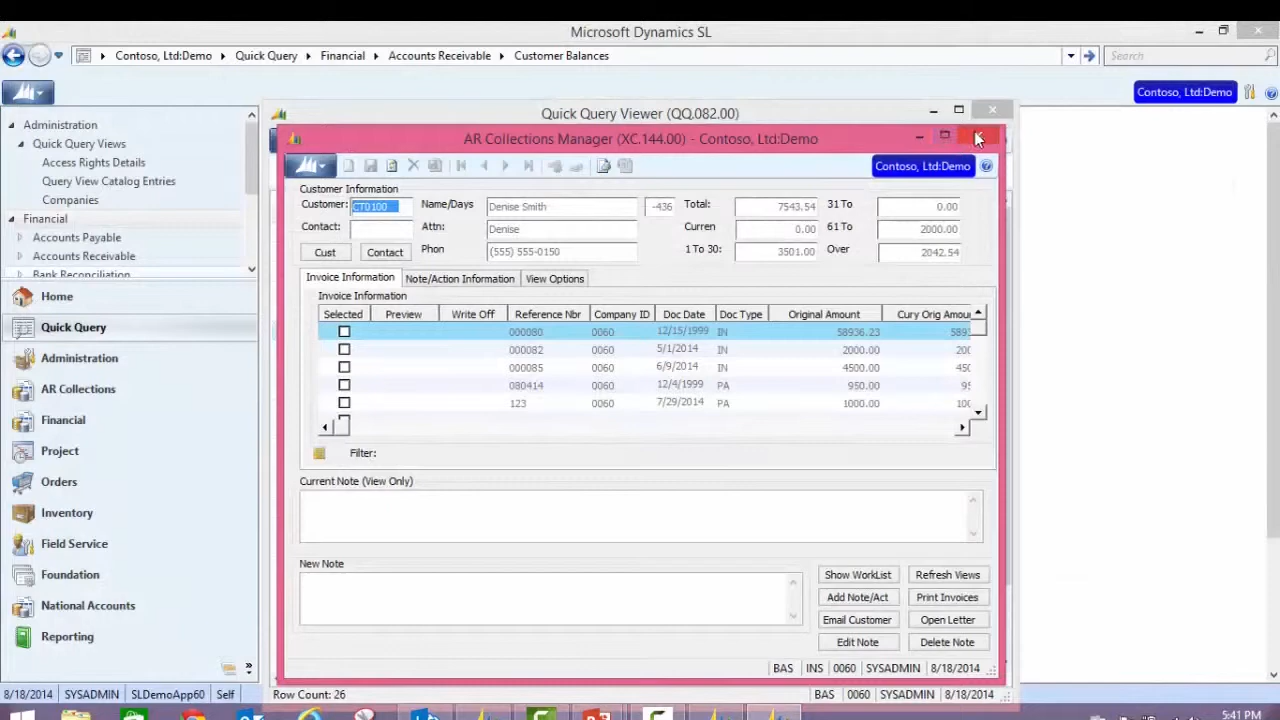 Microsoft Dynamics SL
Contoso, Ltd:Demo Quick Query Financial Accounts Receivable Customer Balances
Search
Contoso, Ltd:Demo
Administration
Quick Query Views
Access Rights Details
Query View Catalog Entries
Companies
Financial
Accounts Payable
Accounts Receivable
Bank Reconciliation
Home
Quick Query
Administration
AR Collections
Financial
Project
Orders
Inventory
Field Service
Foundation
National Accounts
Reporting
8/18/2014 SYSADMIN SLDemoApp60 Self
Quick Query Viewer (QQ.082.00)
AR Collections Manager (XC.144.00) - Contoso, Ltd:Demo
Contoso, Ltd:Demo
Customer Information
Customer: CT0100 Name/Days Denise Smith -436 Total: 7543.54 31 To 0.00
Contact: Attn: Denise Curren 0.00 61 To 2000.00
Cust Contact Phon (555) 555-0150 1 To 30: 3501.00 Over 2042.54
Invoice Information Note/Action Information View Options
Invoice Information
Selected Preview Write Off Reference Nbr Company ID Doc Date Doc Type Original Amount Cury Orig Amou
000080 0060 12/15/1999 IN 58936.23 589
000082 0060 5/1/2014 IN 2000.00 200
000085 0060 6/9/2014 IN 4500.00 450
080414 0060 12/4/1999 PA 950.00 95
123 0060 7/29/2014 PA 1000.00 100
Filter:
Current Note (View Only)
New Note
Show WorkList Refresh Views
Add Note/Act Print Invoices
Email Customer Open Letter
Edit Note Delete Note
BAS INS 0060 SYSADMIN 8/18/2014
Row Count: 26 BAS 0060 SYSADMIN 8/18/2014
5:41 PM